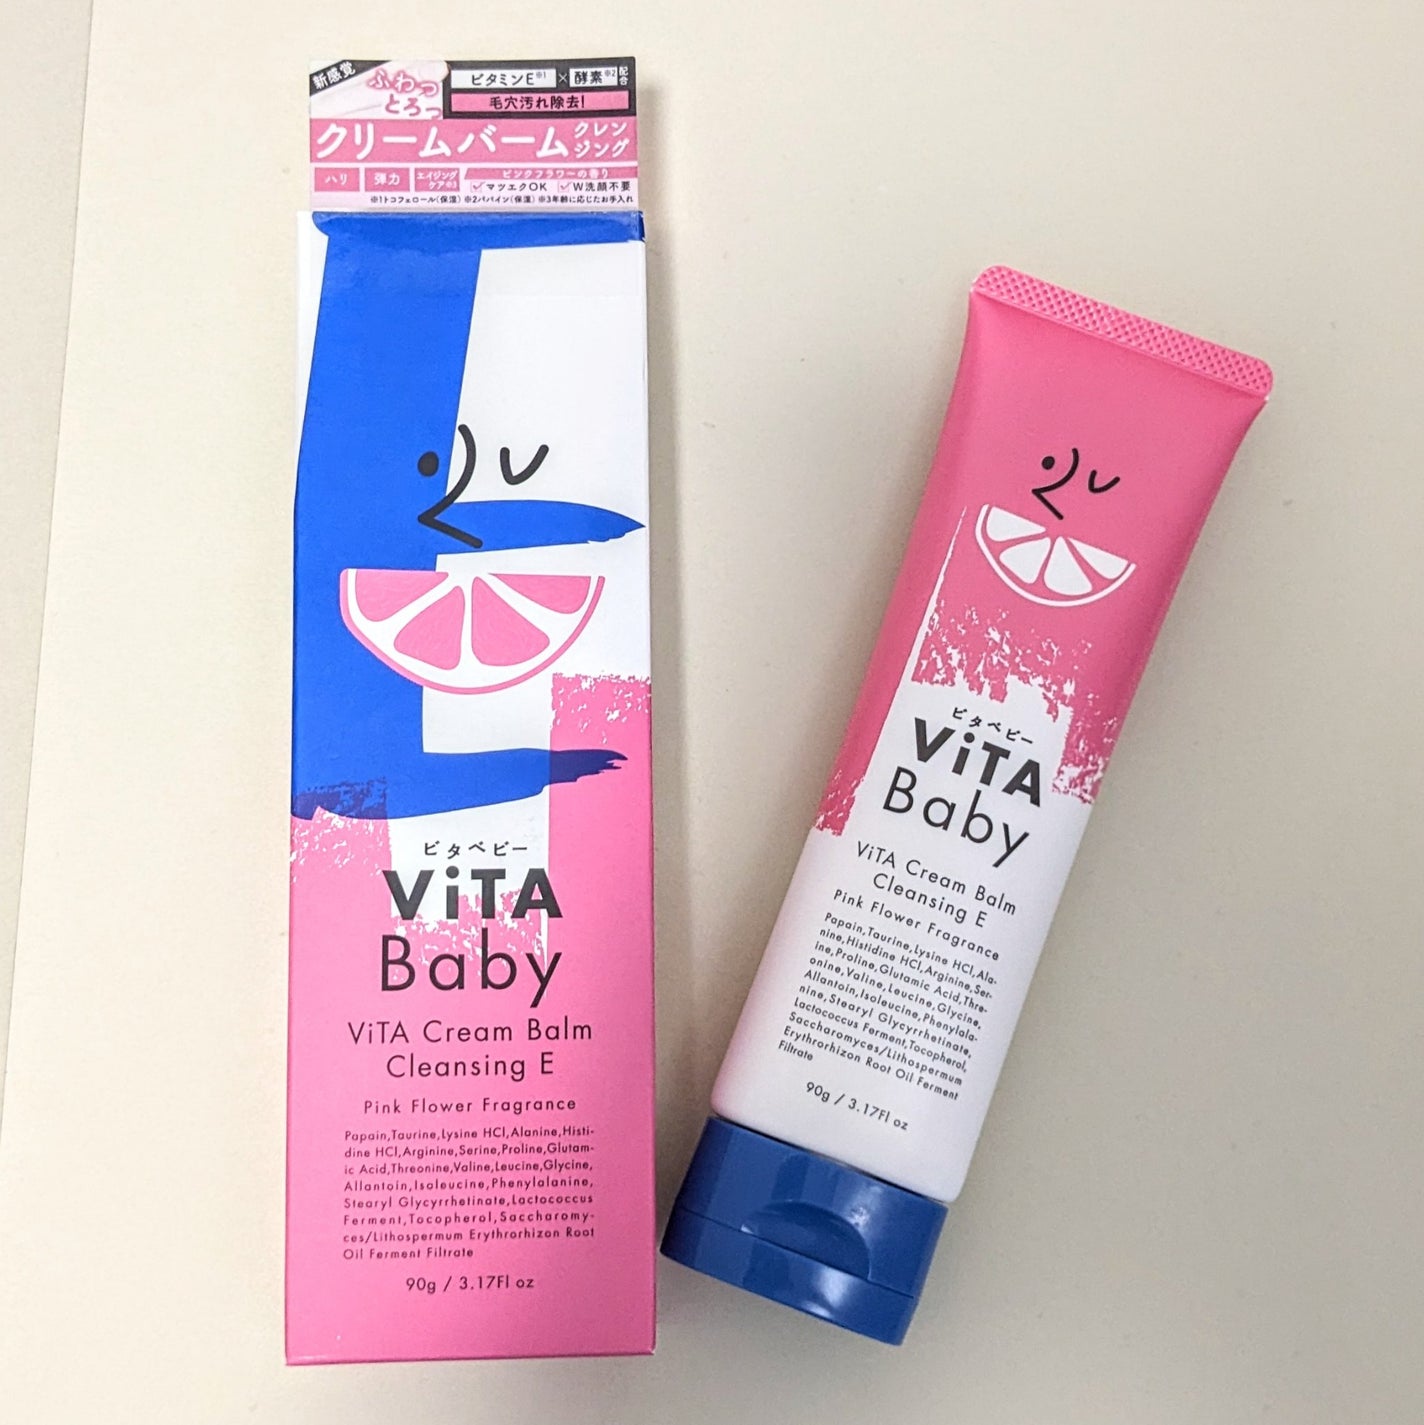 新感覚
ふわっ
とろっ
ビタミンE※1×酵素※2配合
毛穴汚れ除去!
クリームバームクレンジング
ハリ
弾力
エイジングケア※3
ピンクフラワーの香り
マツエクOK W洗顔不要
※1トコフェロール(保湿) ※2パパイン(保湿) ※3年齢に応じたお手入れ
ビタベビー
ViTA
Baby
ViTA Cream Balm
Cleansing E
Pink Flower Fragrance
Papain,Taurine,Lysine HCl,Alanine,Histi-
dine HCl,Arginine,Serine,Proline,Glutam-
ic Acid,Threonine,Valine,Leucine,Glycine,
Allantoin,Isoleucine,Phenylalanine,
Stearyl Glycyrrhetinate,Lactococcus
Ferment,Tocopherol,Saccharomy-
ces/Lithospermum Erythrorhizon Root
Oil Ferment Filtrate
90g / 3.17Fl oz
ビタベビー
ViTA
Baby
ViTA Cream Balm
Cleansing E
Pink Flower Fragrance
Papain,Taurine,Lysine HCl,Ala-
nine,Histidine HCl,Arginine,Ser-
ine,Proline,Glutamic Acid,Thre-
onine,Valine,Leucine,Glycine,
Allantoin,Isoleucine,Phenylala-
nine,Stearyl Glycyrrhetinate,
Lactococcus Ferment,Tocopherol,
Saccharomyces/Lithospermum
Erythrorhizon Root Oil Ferment
Filtrate
90g / 3.17Fl oz